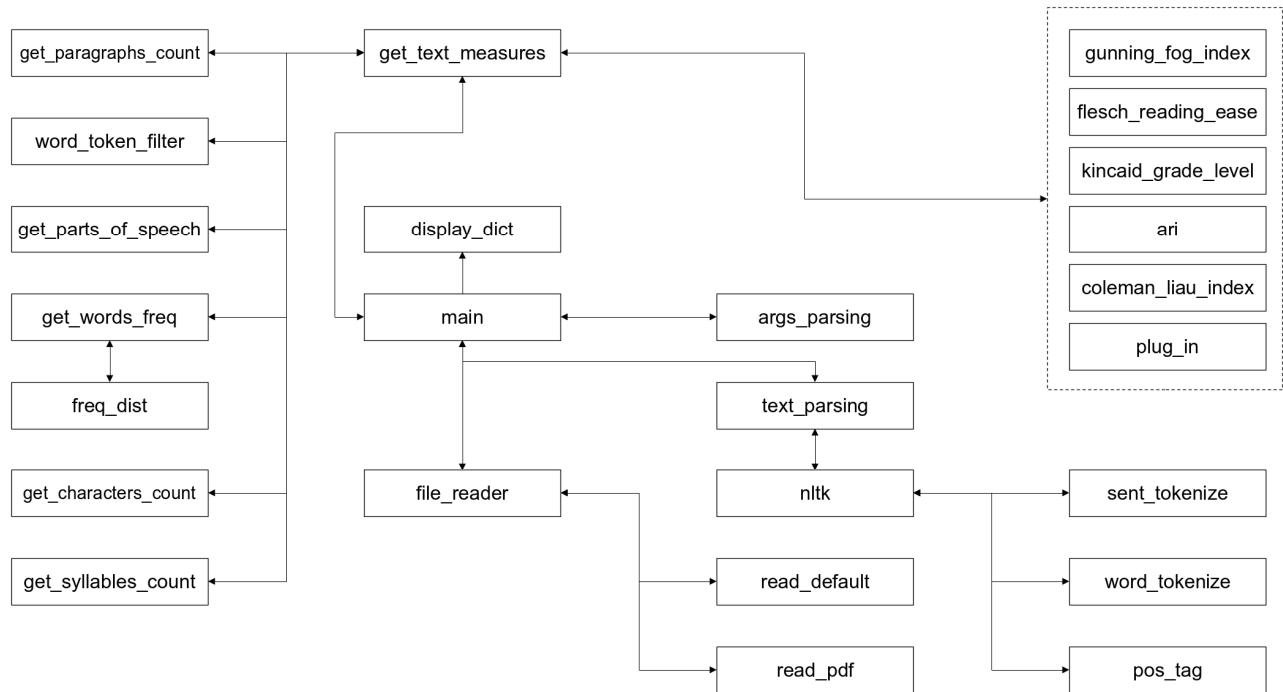 get_paragraphs_count
get_text_measures
gunning_fog_index
flesch_reading_ease
word_token_filter
kincaid_grade_level
get_parts_of_speech
display_dict
ari
coleman_liau_index
get_words_freq
main
args_parsing
plug_in
freq_dist
text_parsing
get_characters_count
file_reader
nltk
sent_tokenize
get_syllables_count
read_default
word_tokenize
read_pdf
pos_tag